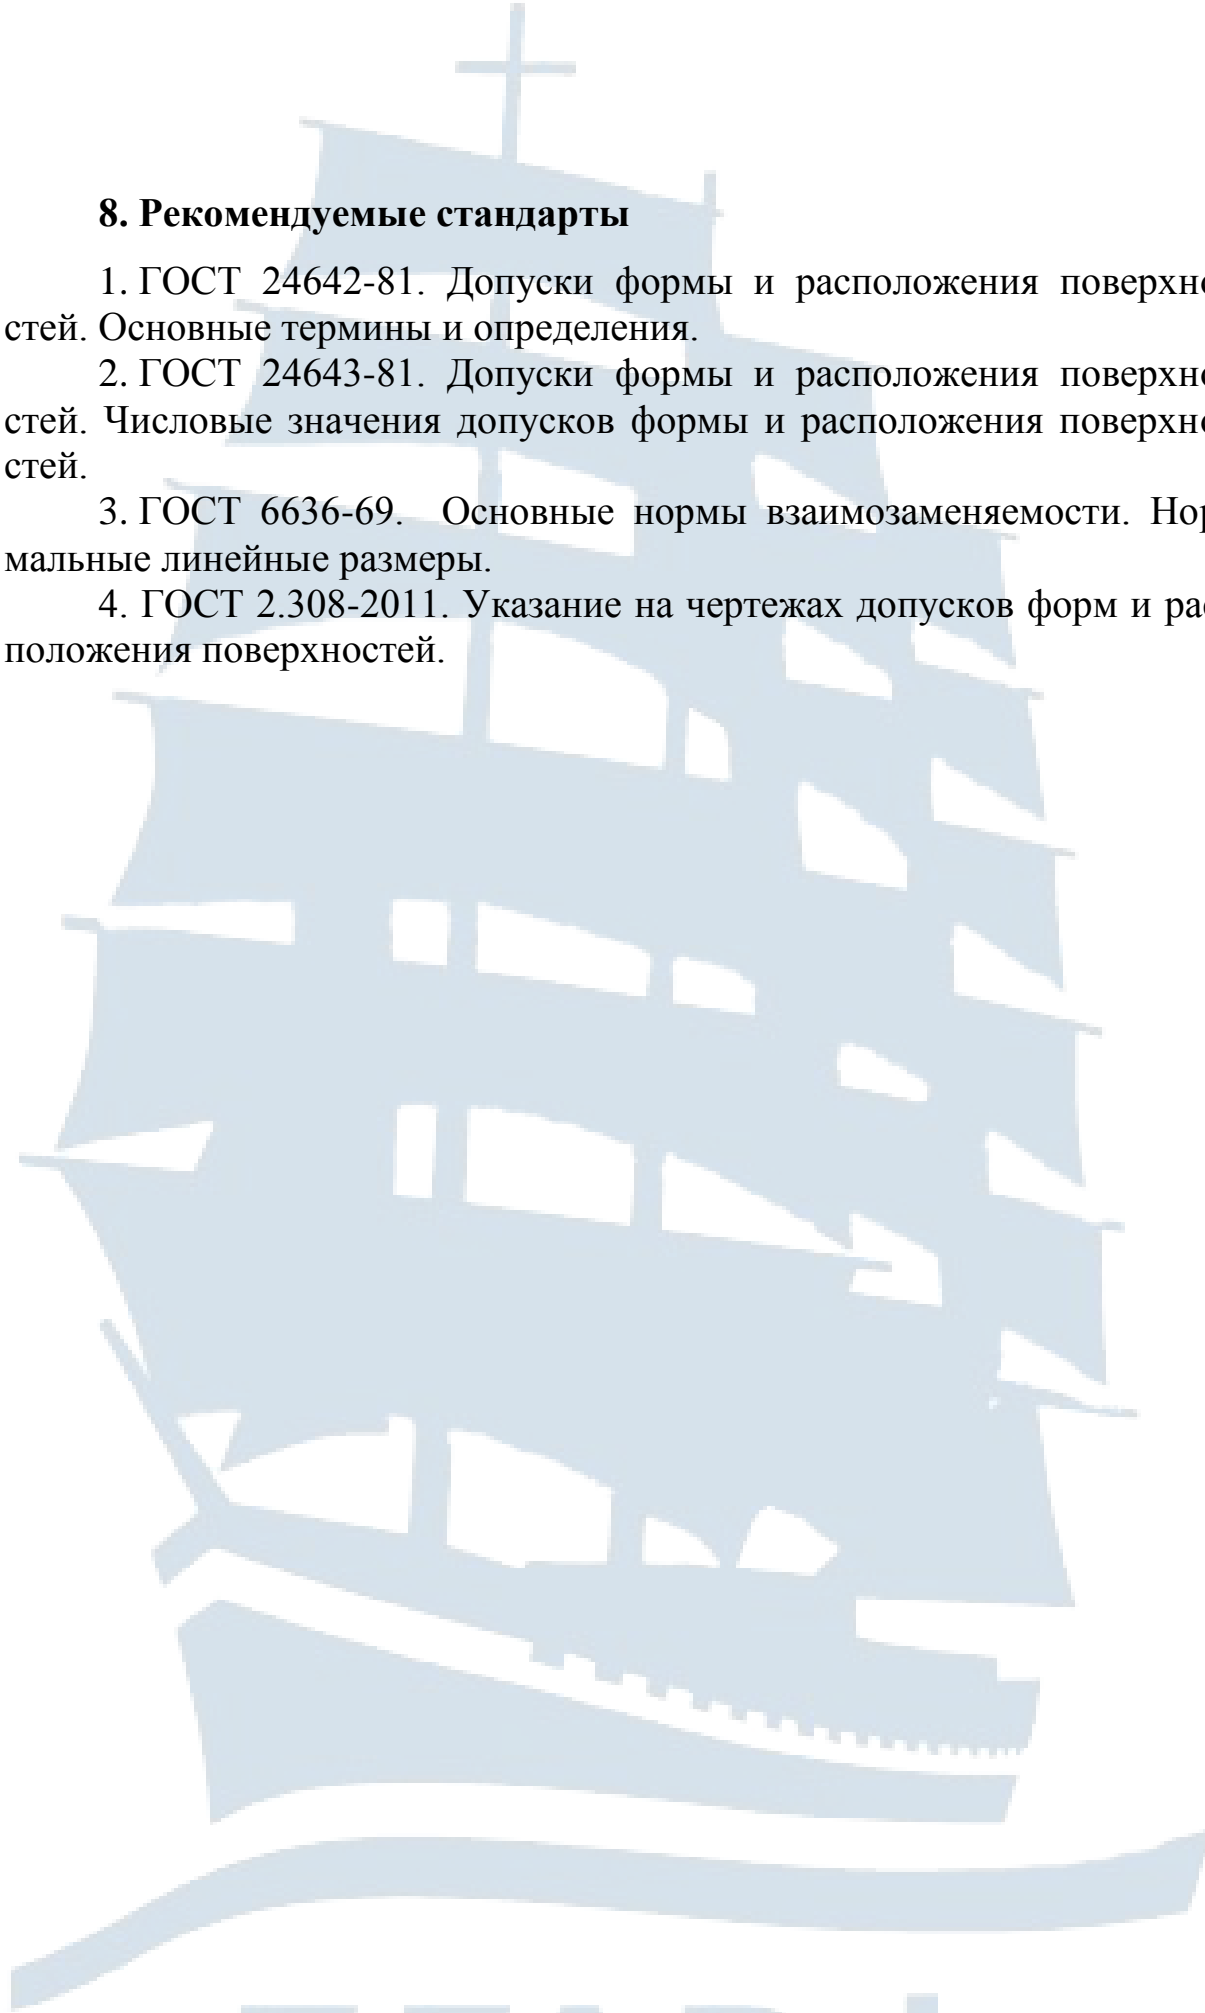 8. Рекомендуемые стандарты
1. ГОСТ 24642-81. Допуски формы и расположения поверхно
стей. Основные термины и определения.
2. ГОСТ 24643-81. Допуски формы и расположения поверхно
стей. Числовые значения допусков формы и расположения поверхно
стей.
3. ГОСТ 6636-69. Основные нормы взаимозаменяемости. Нор
мальные линейные размеры.
4. ГОСТ 2.308-2011. Указание на чертежах допусков форм и рас
положения поверхностей.